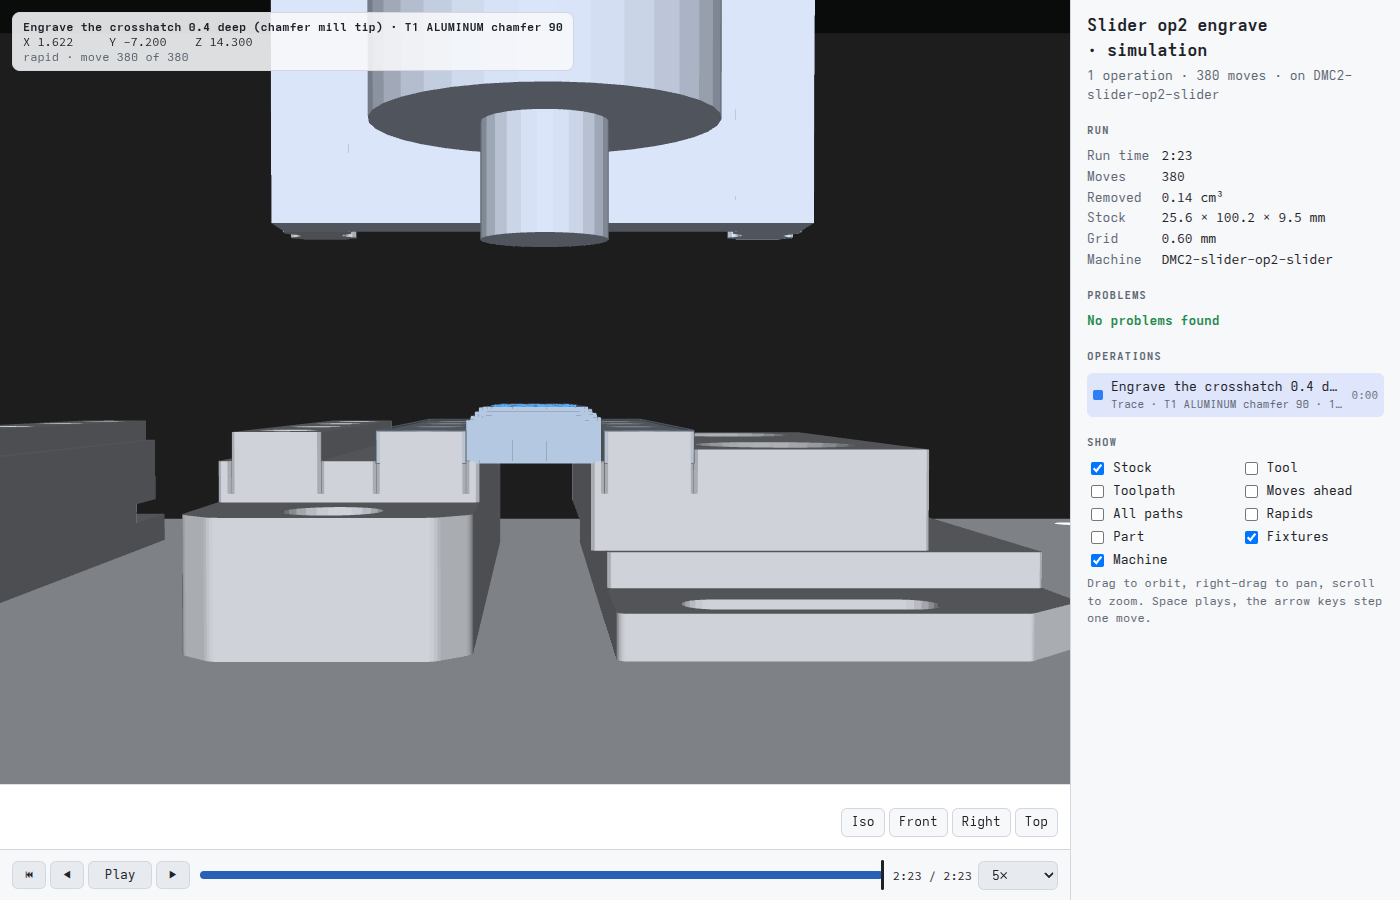 Engrave the crosshatch 0.4 deep (chamfer mill tip) · T1 ALUMINUM chamfer 90
X 1.622 Y -7.200 Z 14.300
rapid · move 380 of 380
Slider op2 engrave
· simulation
1 operation · 380 moves · on DMC2-
slider-op2-slider
RUN
Run time 2:23
Moves 380
Removed 0.14 cm³
Stock 25.6 × 100.2 × 9.5 mm
Grid 0.60 mm
Machine DMC2-slider-op2-slider
PROBLEMS
No problems found
OPERATIONS
Engrave the crosshatch 0.4 d…
Trace · T1 ALUMINUM chamfer 90 · 1…
0:00
SHOW
Stock Tool
Toolpath Moves ahead
All paths Rapids
Part Fixtures
Machine
Drag to orbit, right-drag to pan, scroll
to zoom. Space plays, the arrow keys step
one move.
Iso Front Right Top
Play 2:23 / 2:23 5×